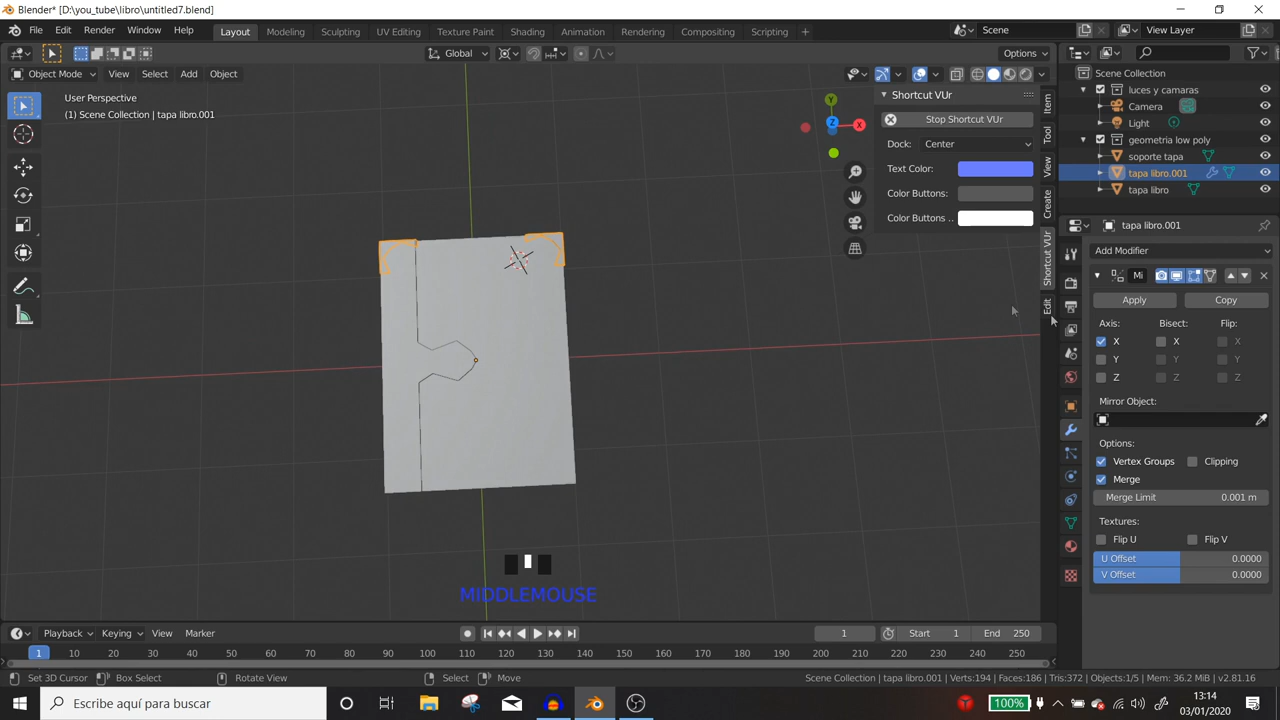 Blender* [D:\you_tube\libro\untitled7.blend]
File Edit Render Window Help Layout Modeling Sculpting UV Editing Texture Paint Shading Animation Rendering Compositing Scripting + Scene View Layer
Global Options
Object Mode View Select Add Object
User Perspective
(1) Scene Collection | tapa libro.001
Y
Z
X
Shortcut VUr
Stop Shortcut VUr
Dock: Center
Text Color:
Color Buttons:
Color Buttons ..
Item
Tool
View
Create
Shortcut VUr
Edit
Scene Collection
luces y camaras
Camera
Light
geometria low poly
soporte tapa
tapa libro.001
tapa libro
tapa libro.001
Add Modifier
Mi
Apply Copy
Axis: Bisect: Flip:
X X X
Y Y Y
Z Z Z
Mirror Object:
Options:
Vertex Groups Clipping
Merge
Merge Limit 0.001 m
Textures:
Flip U Flip V
U Offset 0.0000
V Offset 0.0000
MIDDLEMOUSE
Playback Keying View Marker 1 Start 1 End 250
1 10 20 30 40 50 60 70 80 90 100 110 120 130 140 150 160 170 180 190 200 210 220 230 240 250
Set 3D Cursor Box Select Rotate View Select Move Scene Collection | tapa libro.001 | Verts:194 | Faces:186 | Tris:372 | Objects:1/5 | Mem: 36.2 MiB | v2.81.16
Escribe aquí para buscar 100% 13:14
03/01/2020